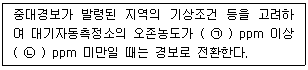 중대경보가 발령된 지역의 기상조건 등을 고려하
여 대기자동측정소의 오존농도가 ( ㉠ ) ppm 이상
( ㉡ ) ppm 미만일 때는 경보로 전환한다.